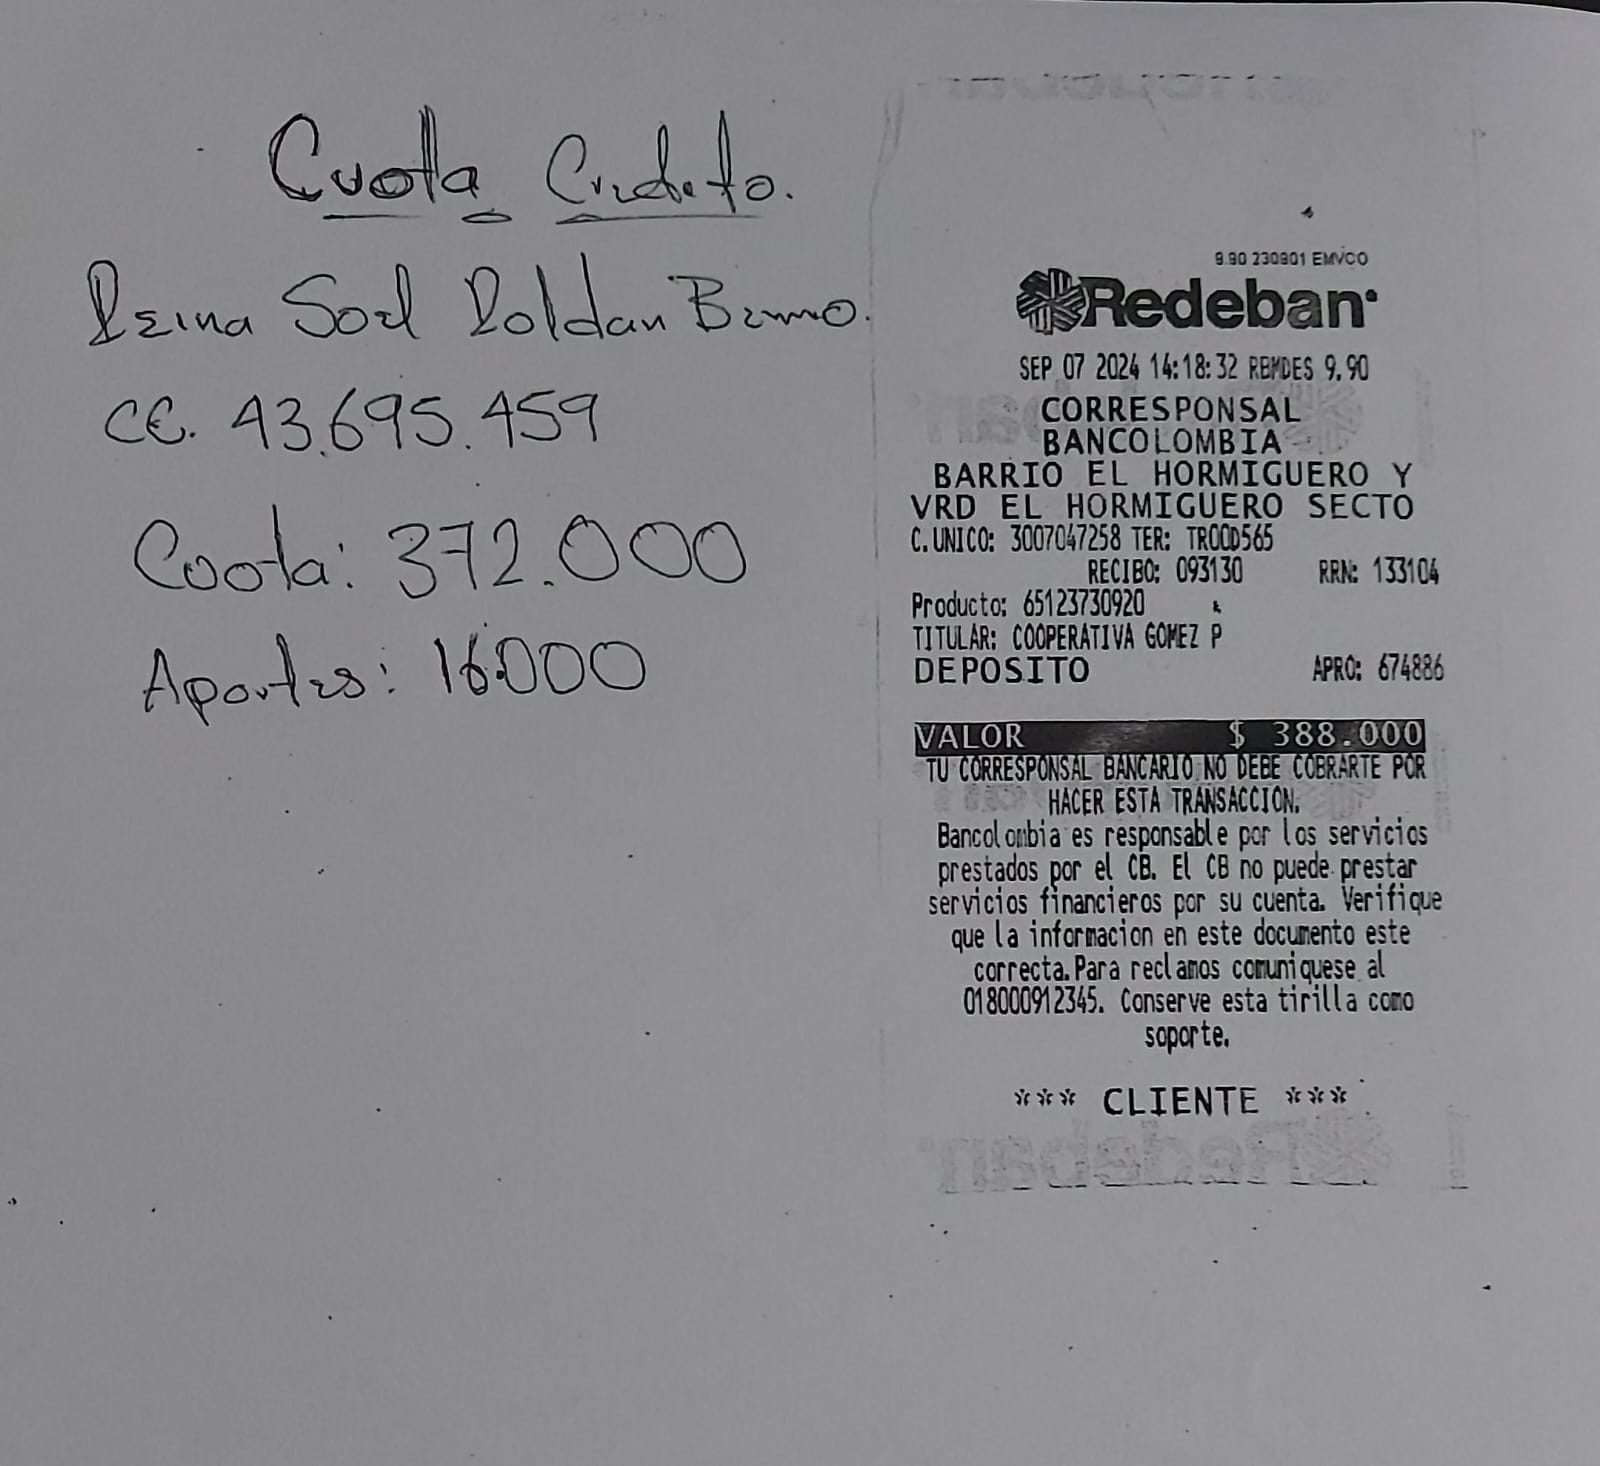 Cuota Credito.
Reina Soel Roldan
CC. 43.695.459
Cuota: 372.000
Aportes: 16.000
9.90 230901 EMVCO
Redeban
SEP 07 2024 14:18:32 RBMDES 9.90
CORRESPONSAL
BANCOLOMBIA
BARRIO EL HORMIGUERO Y
VRD EL HORMIGUERO SECTO
C.UNICO: 3007047258 TER: TR00D565
RECIBO: 093130 RRN: 133104
Producto: 65123730920
TITULAR: COOPERATIVA GOMEZ P
DEPOSITO APRO: 674886
VALOR $ 388.000
TU CORRESPONSAL BANCARIO NO DEBE COBRARTE POR
HACER ESTA TRANSACCION.
Bancolombia es responsable por los servicios
prestados por el CB. El CB no puede prestar
servicios financieros por su cuenta. Verifique
que la informacion en este documento este
correcta. Para reclamos comuniquese al
018000912345. Conserve esta tirilla como
soporte.
*** CLIENTE ***